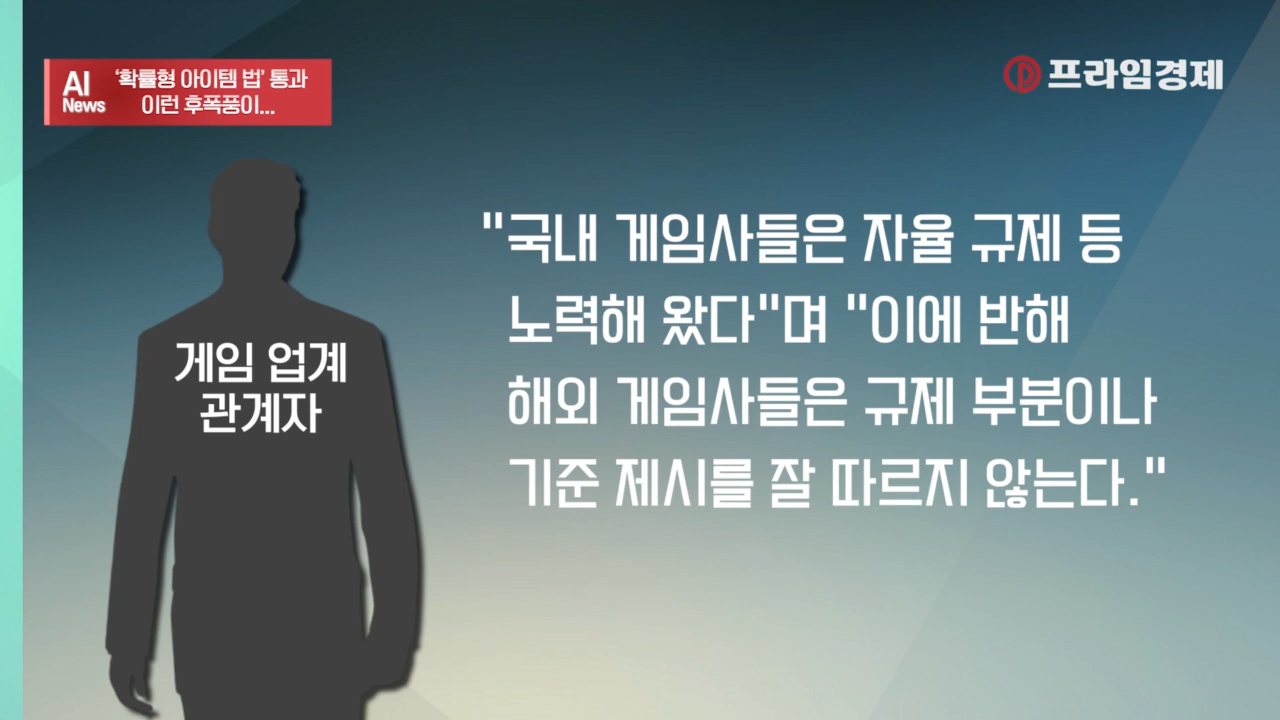 AI
News
‘확률형 아이템 법’ 통과
이런 후폭풍이...
프라임경제
"국내 게임사들은 자율 규제 등
노력해 왔다"며 "이에 반해
해외 게임사들은 규제 부분이나
기준 제시를 잘 따르지 않는다."
게임 업계
관계자